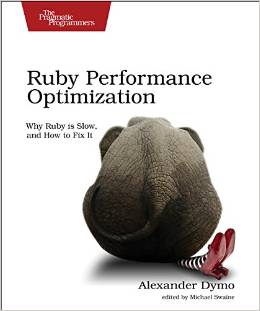 The
Pragmatic
Programmers
Ruby Performance
Optimization
Why Ruby is Slow,
and How to Fix It
Alexander Dymo
edited by Michael Swaine